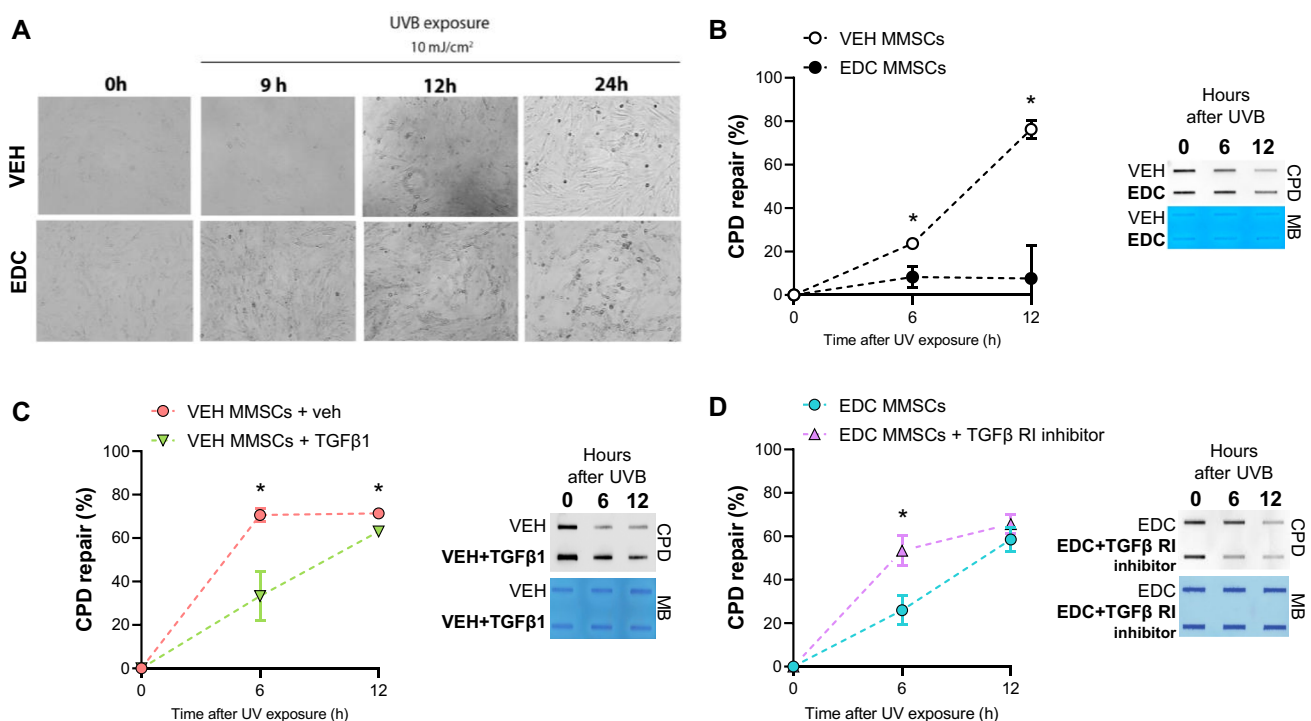 A
UVB exposure
10 mJ/cm²
0h 9 h 12h 24h
VEH
EDC
B
VEH MMSCs
EDC MMSCs
100
80
60
40
20
0
CPD repair (%)
*
*
0 6 12
Time after UV exposure (h)
Hours
after UVB
0 6 12
VEH
EDC
CPD
VEH
EDC
MB
C
VEH MMSCs + veh
VEH MMSCs + TGFβ1
100
80
60
40
20
0
CPD repair (%)
* *
0 6 12
Time after UV exposure (h)
Hours
after UVB
0 6 12
VEH
VEH+TGFβ1
CPD
VEH
VEH+TGFβ1
MB
D
EDC MMSCs
EDC MMSCs + TGFβ RI inhibitor
100
80
60
40
20
0
CPD repair (%)
*
0 6 12
Time after UV exposure (h)
Hours
after UVB
0 6 12
EDC
EDC+TGFβ RI
inhibitor
CPD
EDC
EDC+TGFβ RI
inhibitor
MB